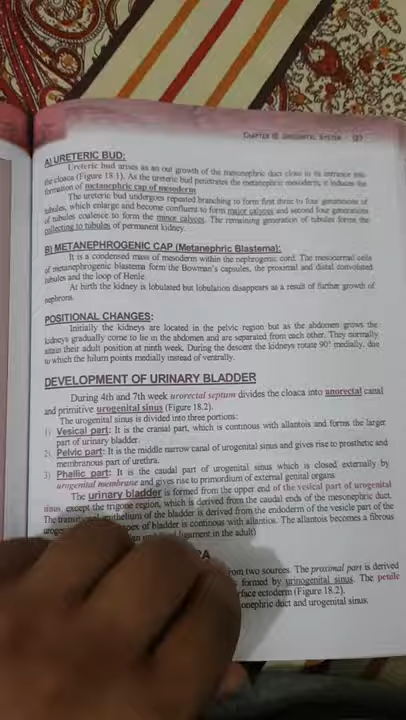 CHAPTER 18: UROGENITAL SYSTEM
A) URETERIC BUD:
Ureteric bud arises as an out growth of the mesonephric duct close to its entrance into
the cloaca (Figure 18.1). As the ureteric bud penetrates the metanephric mesoderm, it induces the
formation of metanephric cap of mesoderm
The ureteric bud undergoes repeated branching to form first three to four generations of
tubules, which enlarge and become confluent to form major calyces and second four generations
of tubules coalesce to form the minor calyces. The remaining generation of tubules forms the
collecting to tubules of permanent kidney.
B) METANEPHROGENIC CAP (Metanephric Blastema):
It is a condensed mass of mesoderm within the nephrogenic cord. The mesodermal cells
of metanephrogenic blastema form the Bowman's capsules, the proximal and distal convoluted
tubules and the loop of Henle.
At birth the kidney is lobulated but lobulation disappears as a result of further growth of
nephrons.
POSITIONAL CHANGES:
Initially the kidneys are located in the pelvic region but as the abdomen grows the
kidneys gradually come to lie in the abdomen and are separated from each other. They normally
attain their adult position at ninth week. During the descent the kidneys rotate 90° medially, due
to which the hilum points medially instead of ventrally.
DEVELOPMENT OF URINARY BLADDER
During 4th and 7th week urorectal septum divides the cloaca into anorectal canal
and primitive urogenital sinus (Figure 18.2).
The urogenital sinus is divided into three portions:
1) Vesical part: It is the cranial part, which is continous with allantois and forms the larger
part of urinary bladder.
2) Pelvic part: It is the middle narrow canal of urogenital sinus and gives rise to prosthetic and
membranous part of urethra.
3) Phallic part: It is the caudal part of urogenital sinus which is closed externally by
urogenital membrane and gives rise to primordium of external genital organs
The urinary bladder is formed from the upper end of the vesical part of urogenital
sinus, except the trigone region, which is derived from the caudal ends of the mesonephric duct.
The epithelium of the bladder is derived from the endoderm of the vesicle part of the
apex of bladder is continous with allantois. The allantois becomes a fibrous
ligament in the adult)
RA
from two sources. The proximal part is derived
formed by urinogenital sinus. The penile
ectoderm (Figure 18.2).
onephric duct and urogenital sinus.